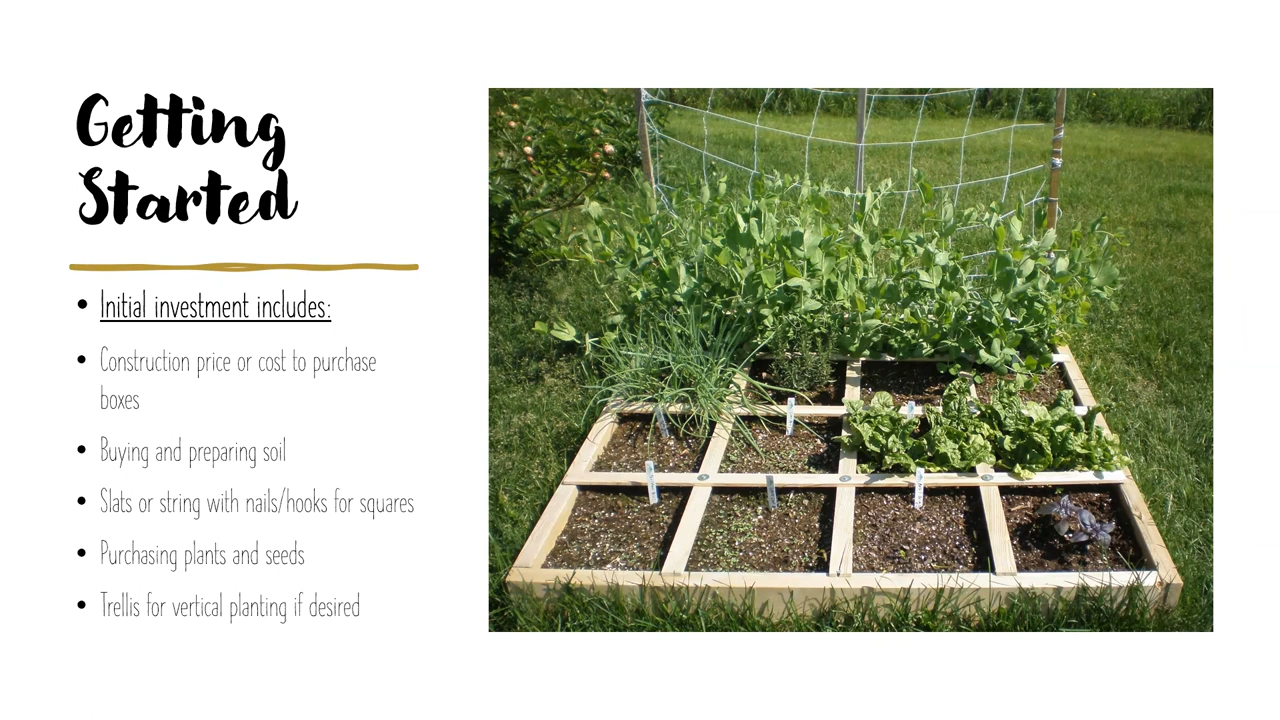 Getting
Started
• Initial investment includes:
• Construction price or cost to purchase
boxes
• Buying and preparing soil
• Slats or string with nails/hooks for squares
• Purchasing plants and seeds
• Trellis for vertical planting if desired